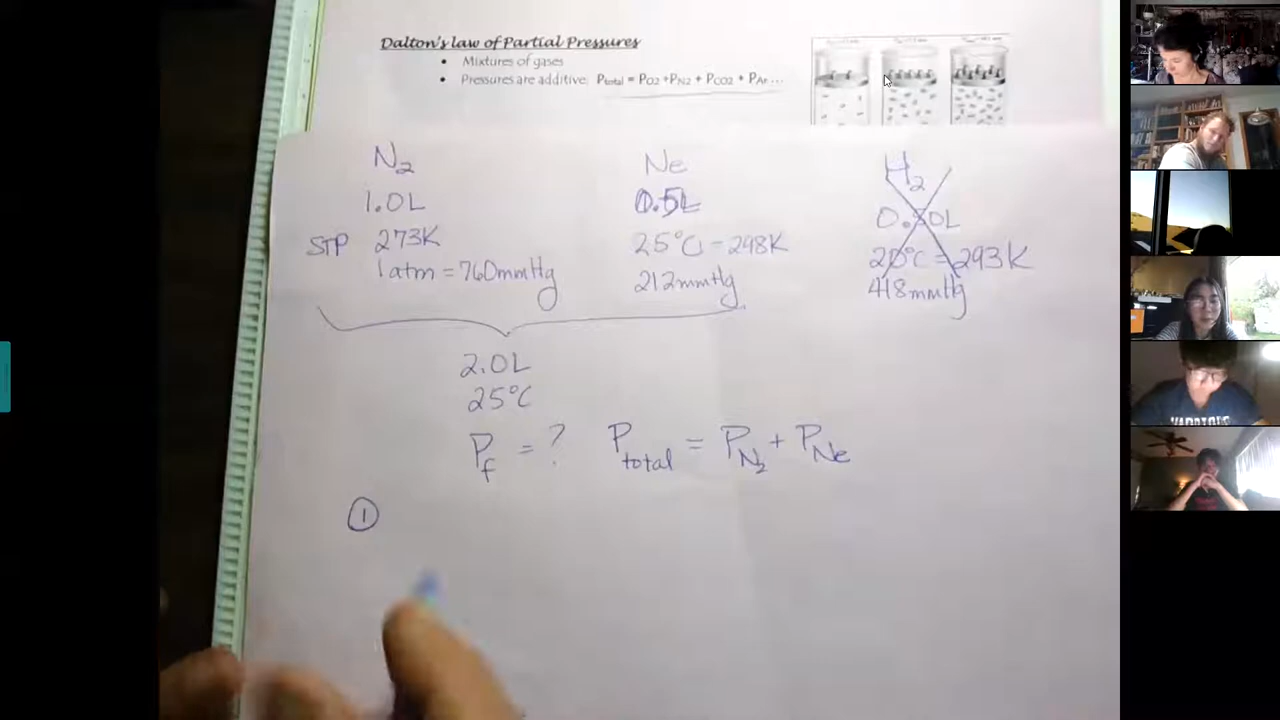 Dalton's law of Partial Pressures
• Mixtures of gases
• Pressures are additive: Ptotal = PO2 + PN2 + PCO2 + PAr ...
N2
1.0L
STP 273K
1atm = 760mmHg
Ne
0.5L
25°C = 298K
212mmHg
H2
0.50L
20°C = 293K
418mmHg
2.0L
25°C
Pf = ? Ptotal = PN2 + PNe
①
WARRIORS